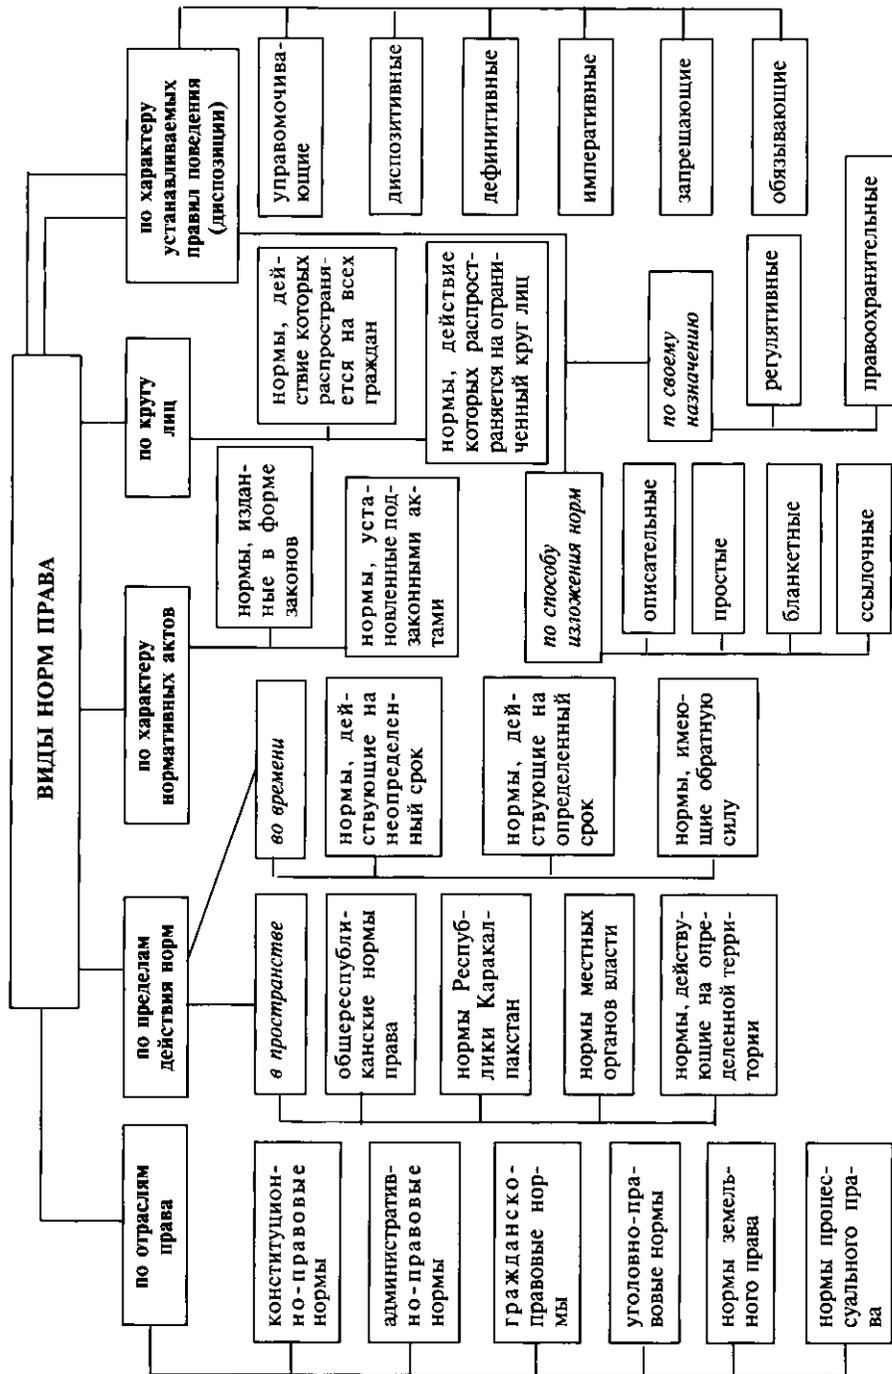 ВИДЫ НОРМ ПРАВА
по отраслям
права
конституцион-
но-правовые
нормы
административ-
но-правовые
нормы
гражданско-
правовые нор-
мы
уголовно-пра-
вовые нормы
нормы земель-
ного права
нормы процес-
суального пра-
ва
по пределам
действия норм
в пространстве
общереспубли-
канские нормы
права
нормы Респуб-
лики Каракал-
пакстан
нормы местных
органов власти
нормы, действу-
ющие на опре-
деленной терри-
тории
во времени
нормы, дей-
ствующие на
неопределен-
ный срок
нормы, дей-
ствующие на
определенный
срок
нормы, имею-
щие обратную
силу
по характеру
нормативных актов
нормы, издан-
ные в форме
законов
нормы, уста-
новленные под-
законными ак-
тами
по кругу
лиц
нормы, дей-
ствие которых
распространя-
ется на всех
граждан
нормы, действие
которых распрост-
раняется на ограни-
ченный круг лиц
по характеру
устанавливаемых
правил поведения
(диспозиции)
управомочива-
ющие
диспозитивные
дефинитивные
императивные
запрещающие
обязывающие
по способу
изложения норм
описательные
простые
бланкетные
ссылочные
по своему
назначению
регулятивные
правоохранительные